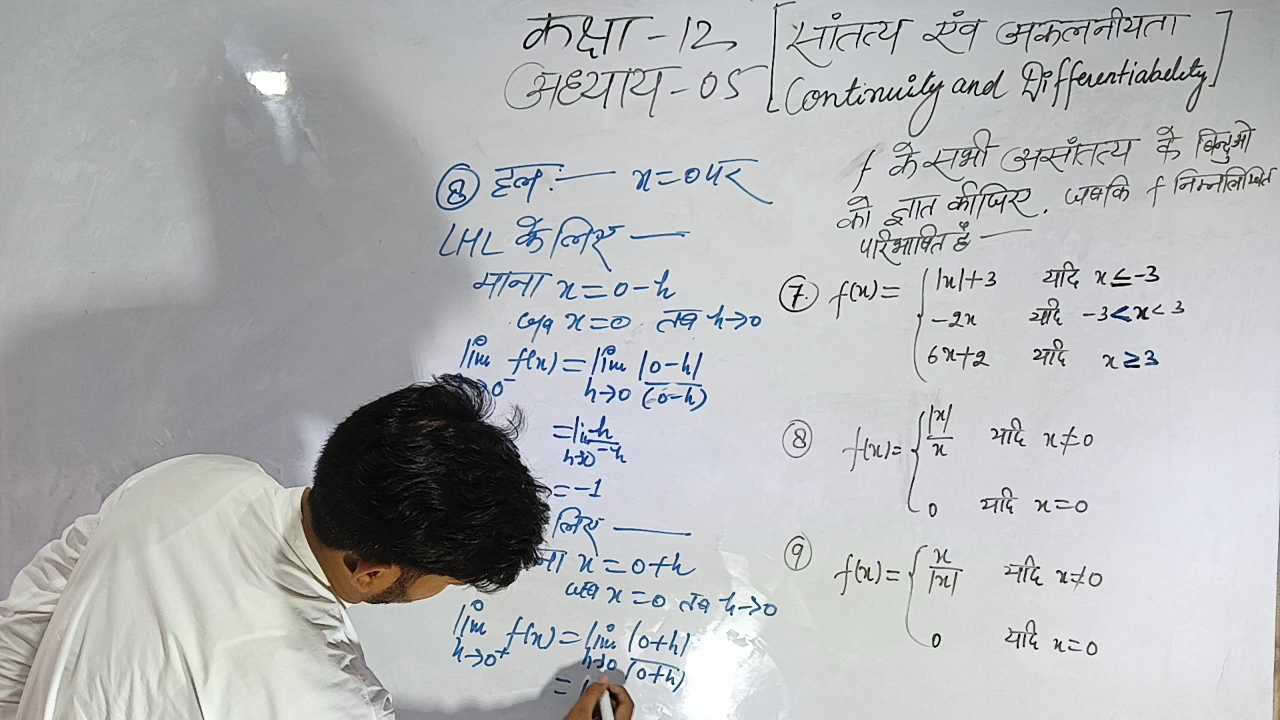 कक्षा - 12 [सांतत्य एंव अकलनीयता
अध्याय - 05 Continuity and Differentiabelity]
f के सभी असांतत्य के बिन्दुओ
को ज्ञात कीजिए. जबकि f निम्नलिखित
परिभाषित है —
⑦. f(x) = { |x|+3 यदि x ≤ -3
-2x यदि -3 < x < 3
6x+2 यदि x ≥ 3
⑧ f(x) = { |x|/x यदि x ≠ 0
0 यदि x = 0
⑨ f(x) = { x/|x| यदि x ≠ 0
0 यदि x = 0
⑧ हल :— x = 0 पर
LHL के लिए —
माना x = 0 - h
जब x = 0 तब h → 0
lim f(x) = lim |0-h|
0⁻ h→0 (0-h)
= lim h
h→0 -h
= -1
लिए —
x = 0 + h
जब x = 0 तब h → 0
lim f(x) = lim |0+h|
h→0⁺ h→0 (0+h)
=